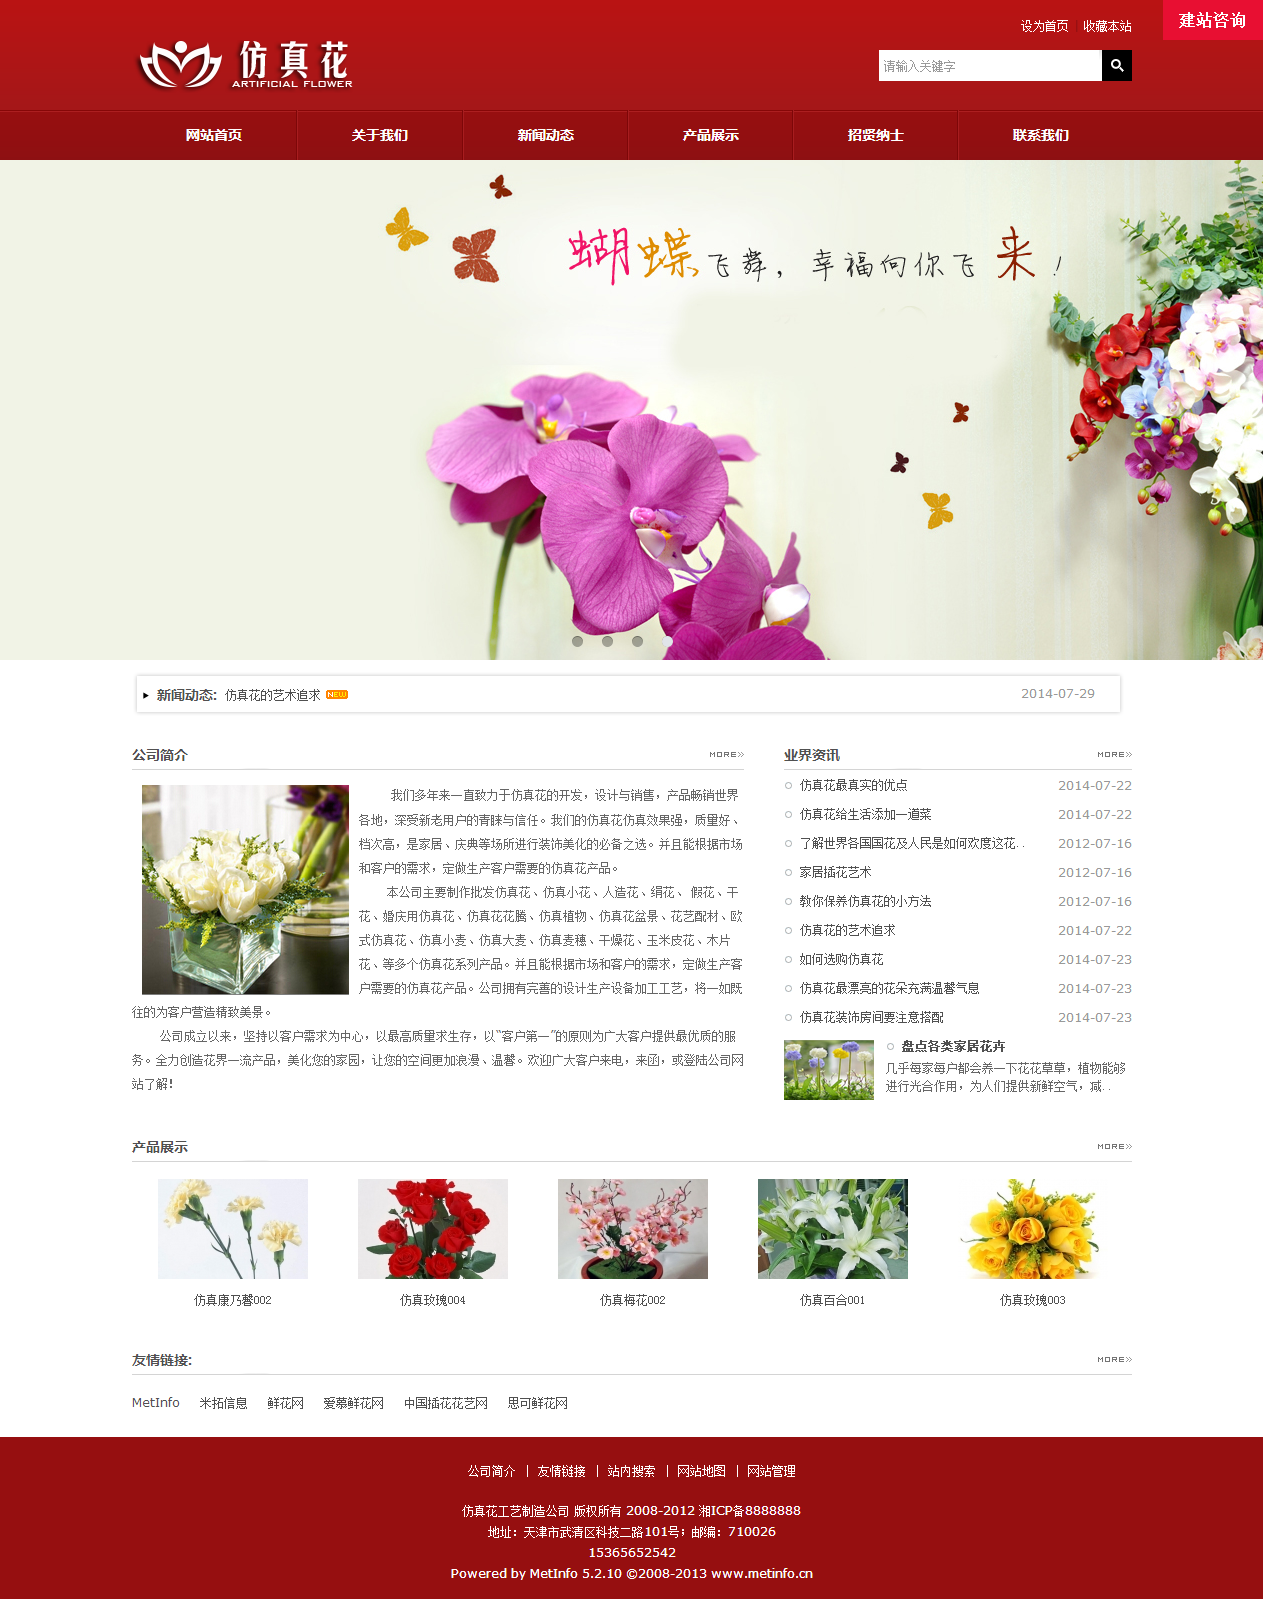 设为首页 | 收藏本站
建站咨询
仿真花
ARTIFICIAL FLOWER
请输入关键字
网站首页 关于我们 新闻动态 产品展示 招贤纳士 联系我们
蝴蝶飞舞，幸福向你飞来！
新闻动态: 仿真花的艺术追求 NEW 2014-07-29
公司简介 MORE»
我们多年来一直致力于仿真花的开发，设计与销售，产品畅销世界
各地，深受新老用户的青睐与信任。我们的仿真花仿真效果强，质量好、
档次高，是家居、庆典等场所进行装饰美化的必备之选。并且能根据市场
和客户的需求，定做生产客户需要的仿真花产品。
本公司主要制作批发仿真花、仿真小花、人造花、绢花、 假花、干
花、婚庆用仿真花、仿真花花腾、仿真植物、仿真花盆景、花艺配材、欧
式仿真花、仿真小麦、仿真大麦、仿真麦穗、干燥花、玉米皮花、木片
花、等多个仿真花系列产品。并且能根据市场和客户的需求，定做生产客
户需要的仿真花产品。公司拥有完善的设计生产设备加工工艺，将一如既
往的为客户营造精致美景。
公司成立以来，坚持以客户需求为中心，以最高质量求生存，以“客户第一”的原则为广大客户提供最优质的服
务。全力创造花界一流产品，美化您的家园，让您的空间更加浪漫、温馨。欢迎广大客户来电，来函，或登陆公司网
站了解！
业界资讯 MORE»
仿真花最真实的优点 2014-07-22
仿真花给生活添加一道菜 2014-07-22
了解世界各国国花及人民是如何欢度这花.. 2012-07-16
家居插花艺术 2012-07-16
教你保养仿真花的小方法 2012-07-16
仿真花的艺术追求 2014-07-22
如何选购仿真花 2014-07-23
仿真花最漂亮的花朵充满温馨气息 2014-07-23
仿真花装饰房间要注意搭配 2014-07-23
盘点各类家居花卉
几乎每家每户都会养一下花花草草，植物能够
进行光合作用，为人们提供新鲜空气，减..
产品展示 MORE»
仿真康乃馨002 仿真玫瑰004 仿真梅花002 仿真百合001 仿真玫瑰003
友情链接: MORE»
MetInfo 米拓信息 鲜花网 爱慕鲜花网 中国插花花艺网 思可鲜花网
公司简介 | 友情链接 | 站内搜索 | 网站地图 | 网站管理
仿真花工艺制造公司 版权所有 2008-2012 湘ICP备8888888
地址：天津市武清区科技二路101号；邮编：710026
15365652542
Powered by MetInfo 5.2.10 ©2008-2013 www.metinfo.cn